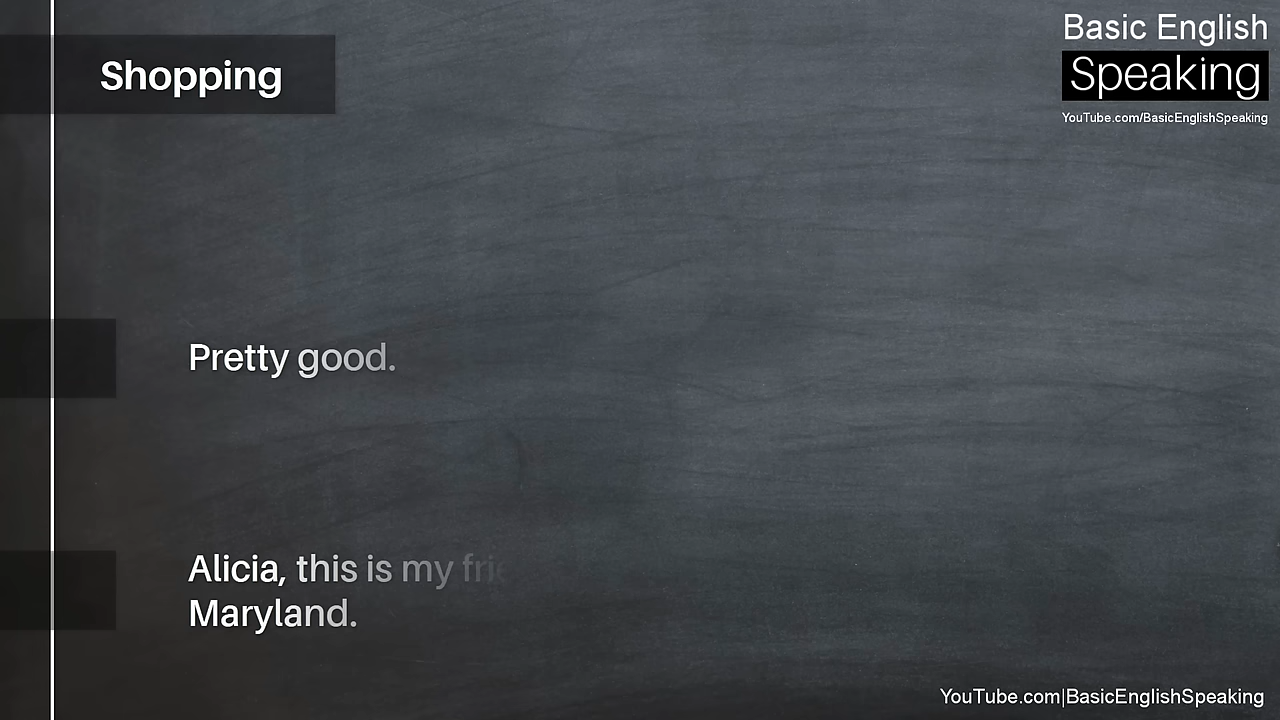 Shopping
Basic English
Speaking
YouTube.com/BasicEnglishSpeaking
Pretty good.
Alicia, this is my
Maryland.
YouTube.com|BasicEnglishSpeaking